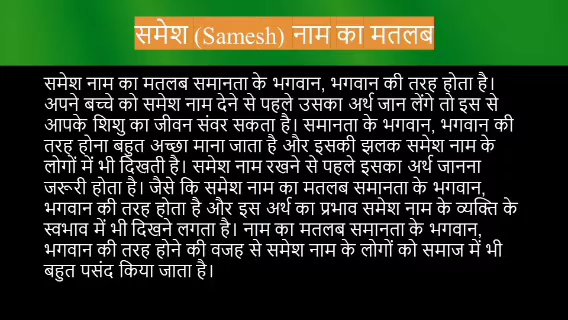 समेश (Samesh) नाम का मतलब
समेश नाम का मतलब समानता के भगवान, भगवान की तरह होता है।
अपने बच्चे को समेश नाम देने से पहले उसका अर्थ जान लेंगे तो इस से
आपके शिशु का जीवन संवर सकता है। समानता के भगवान, भगवान की
तरह होना बहुत अच्छा माना जाता है और इसकी झलक समेश नाम के
लोगों में भी दिखती है। समेश नाम रखने से पहले इसका अर्थ जानना
जरूरी होता है। जैसे कि समेश नाम का मतलब समानता के भगवान,
भगवान की तरह होता है और इस अर्थ का प्रभाव समेश नाम के व्यक्ति के
स्वभाव में भी दिखने लगता है। नाम का मतलब समानता के भगवान,
भगवान की तरह होने की वजह से समेश नाम के लोगों को समाज में भी
बहुत पसंद किया जाता है।